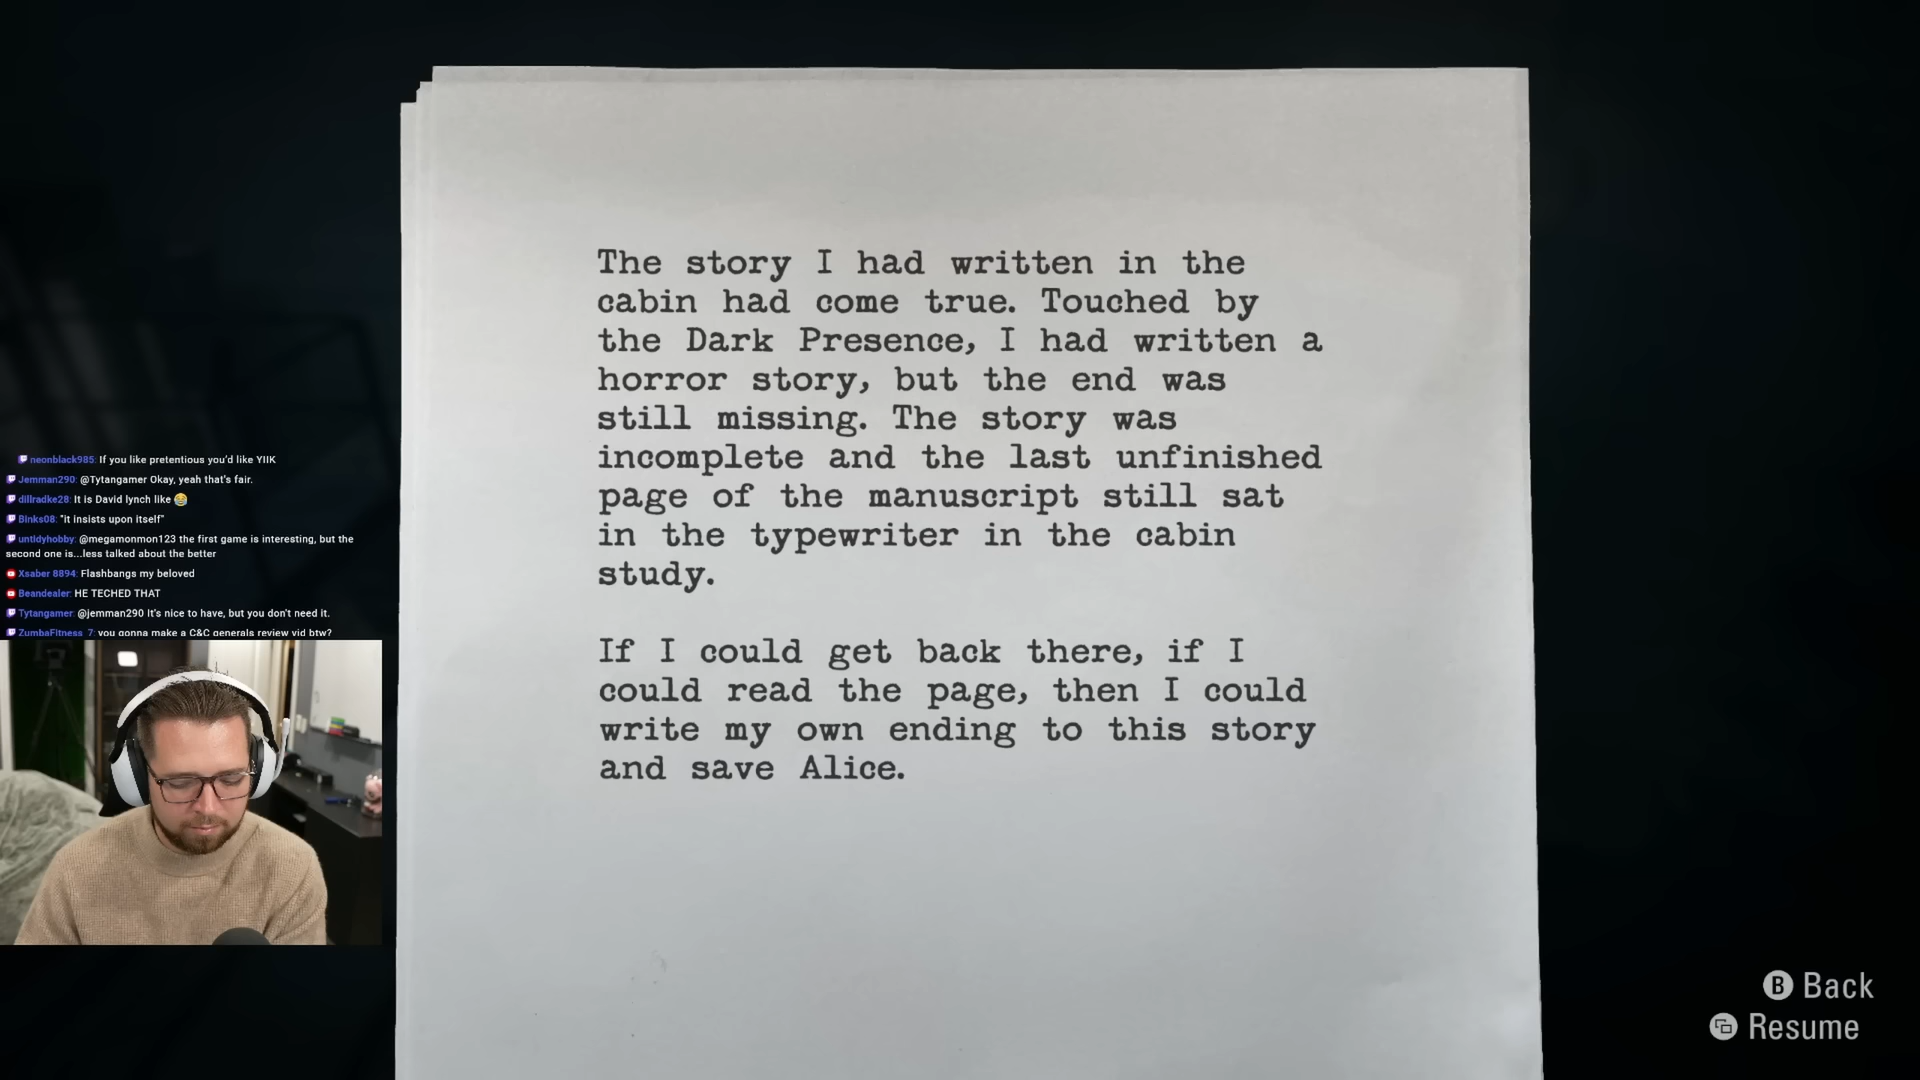 The story I had written in the
cabin had come true. Touched by
the Dark Presence, I had written a
horror story, but the end was
still missing. The story was
incomplete and the last unfinished
page of the manuscript still sat
in the typewriter in the cabin
study.
If I could get back there, if I
could read the page, then I could
write my own ending to this story
and save Alice.
neonblack985: If you like pretentious you'd like YIIK
Jemman290: @Tytangamer Okay, yeah that's fair.
dillradke28: It is David lynch like 😂
Binks08: "it insists upon itself"
untidyhobby: @megamonmon123 the first game is interesting, but the
second one is...less talked about the better
Xsaber 8894: Flashbangs my beloved
Beandealer: HE TECHED THAT
Tytangamer: @jemman290 It's nice to have, but you don't need it.
ZumbaFitness_7: you gonna make a C&C generals review vid btw?
B Back
Resume